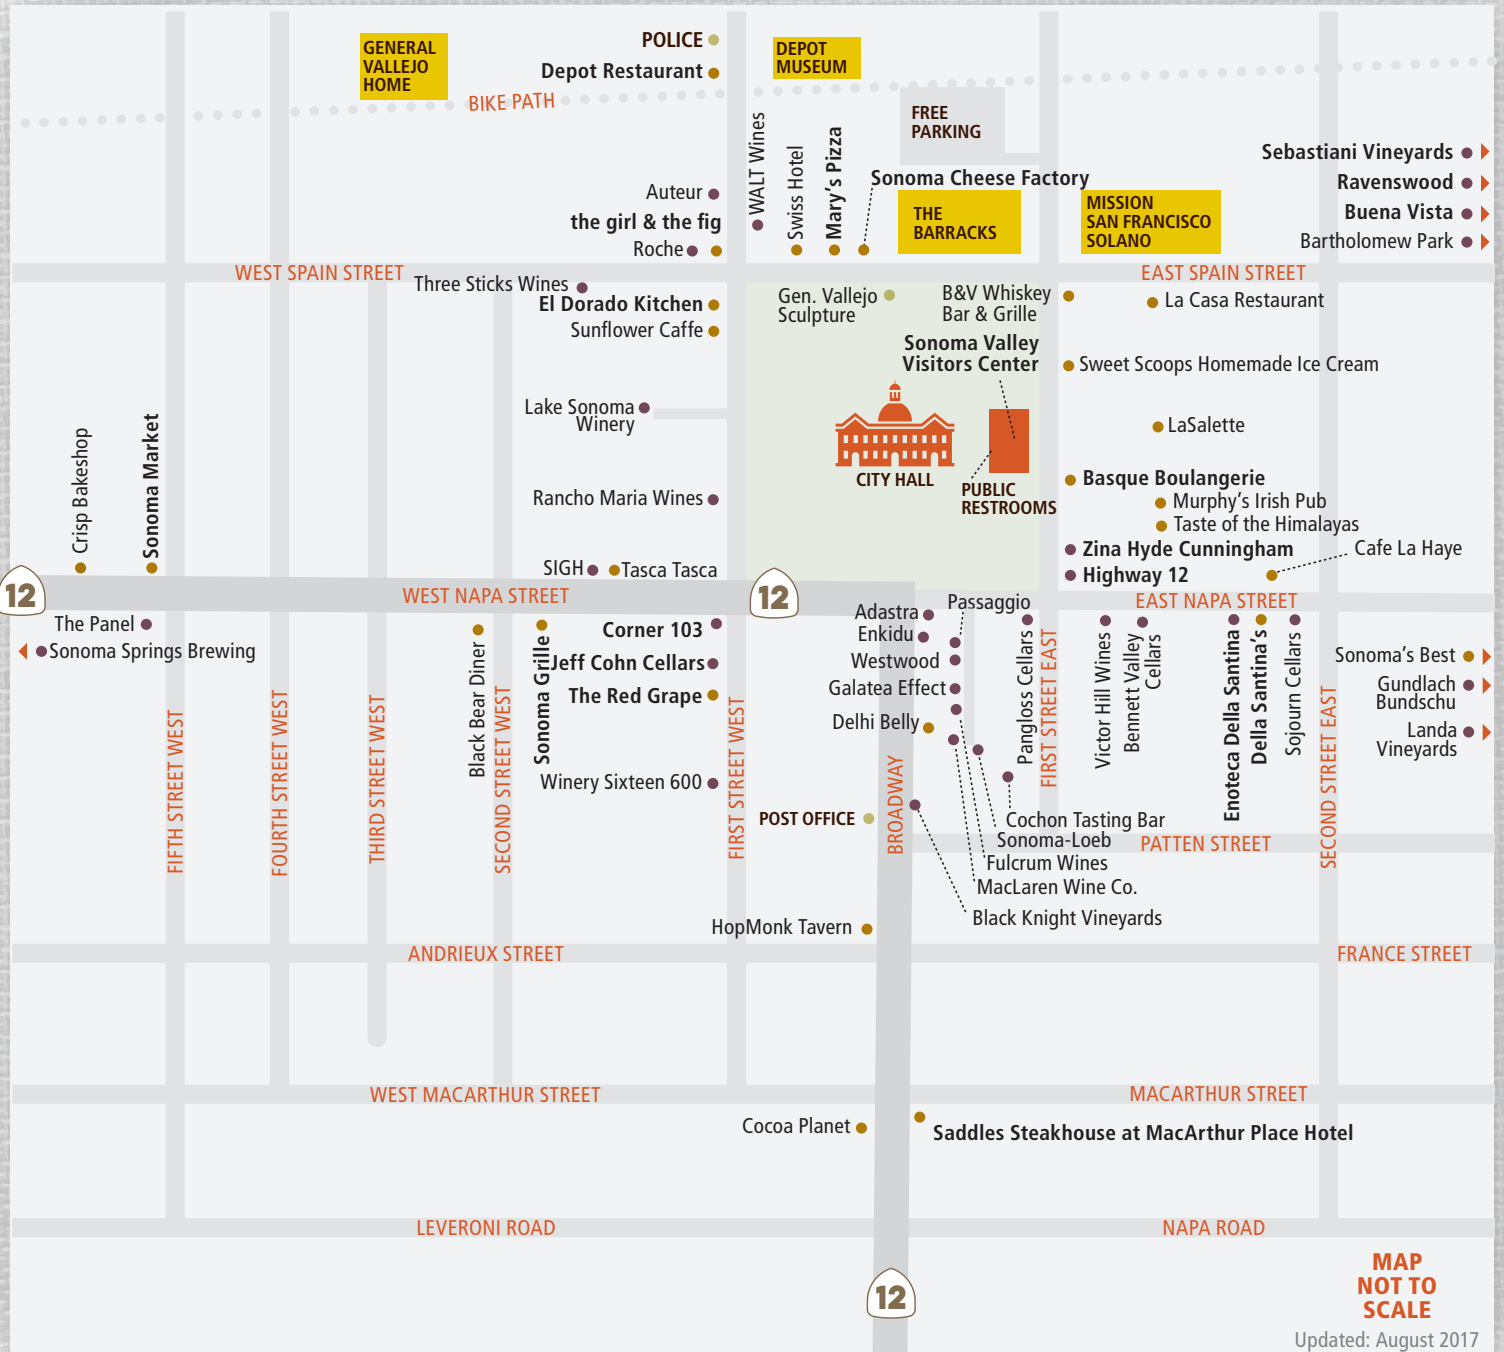 POLICE
GENERAL
VALLEJO
HOME
DEPOT
MUSEUM
Depot Restaurant
BIKE PATH
FREE
PARKING
WALT Wines
Swiss Hotel
Mary's Pizza
Sonoma Cheese Factory
Sebastiani Vineyards
Ravenswood
Buena Vista
Bartholomew Park
Auteur
the girl & the fig
Roche
THE
BARRACKS
MISSION
SAN FRANCISCO
SOLANO
WEST SPAIN STREET
EAST SPAIN STREET
Three Sticks Wines
El Dorado Kitchen
Sunflower Caffe
Gen. Vallejo
Sculpture
B&V Whiskey
Bar & Grille
La Casa Restaurant
Sonoma Valley
Visitors Center
Sweet Scoops Homemade Ice Cream
Lake Sonoma
Winery
LaSalette
Crisp Bakeshop
Sonoma Market
CITY HALL
PUBLIC
RESTROOMS
Basque Boulangerie
Rancho Maria Wines
Murphy's Irish Pub
Taste of the Himalayas
Zina Hyde Cunningham
Cafe La Haye
SIGH
Tasca Tasca
Highway 12
12
WEST NAPA STREET
12
EAST NAPA STREET
The Panel
Sonoma Springs Brewing
Black Bear Diner
Sonoma Grille
Corner 103
Jeff Cohn Cellars
The Red Grape
Winery Sixteen 600
Adastra
Passaggio
Enkidu
Westwood
Galatea Effect
Delhi Belly
Pangloss Cellars
FIRST STREET EAST
Victor Hill Wines
Bennett Valley
Cellars
Enoteca Della Santina
Della Santina's
Sojourn Cellars
SECOND STREET EAST
Sonoma's Best
Gundlach
Bundschu
Landa
Vineyards
FIFTH STREET WEST
FOURTH STREET WEST
THIRD STREET WEST
SECOND STREET WEST
FIRST STREET WEST
BROADWAY
POST OFFICE
Cochon Tasting Bar
Sonoma-Loeb
Fulcrum Wines
MacLaren Wine Co.
Black Knight Vineyards
PATTEN STREET
HopMonk Tavern
ANDRIEUX STREET
FRANCE STREET
WEST MACARTHUR STREET
MACARTHUR STREET
Cocoa Planet
Saddles Steakhouse at MacArthur Place Hotel
LEVERONI ROAD
NAPA ROAD
12
MAP
NOT TO
SCALE
Updated: August 2017